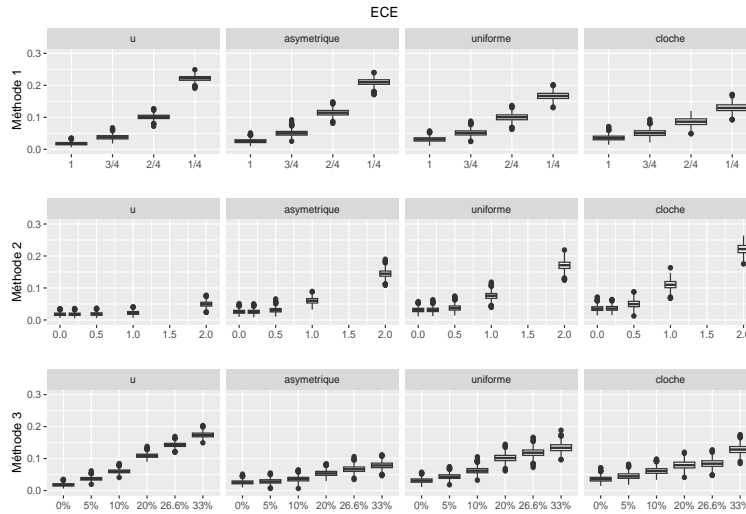 ECE
u asymetrique uniforme cloche
Méthode 1
0.3
0.2
0.1
0.0
1 3/4 2/4 1/4 1 3/4 2/4 1/4 1 3/4 2/4 1/4 1 3/4 2/4 1/4
u asymetrique uniforme cloche
Méthode 2
0.3
0.2
0.1
0.0
0.0 0.5 1.0 1.5 2.0 0.0 0.5 1.0 1.5 2.0 0.0 0.5 1.0 1.5 2.0 0.0 0.5 1.0 1.5 2.0
u asymetrique uniforme cloche
Méthode 3
0.3
0.2
0.1
0.0
0% 5% 10% 20% 26.6% 33% 0% 5% 10% 20% 26.6% 33% 0% 5% 10% 20% 26.6% 33% 0% 5% 10% 20% 26.6% 33%